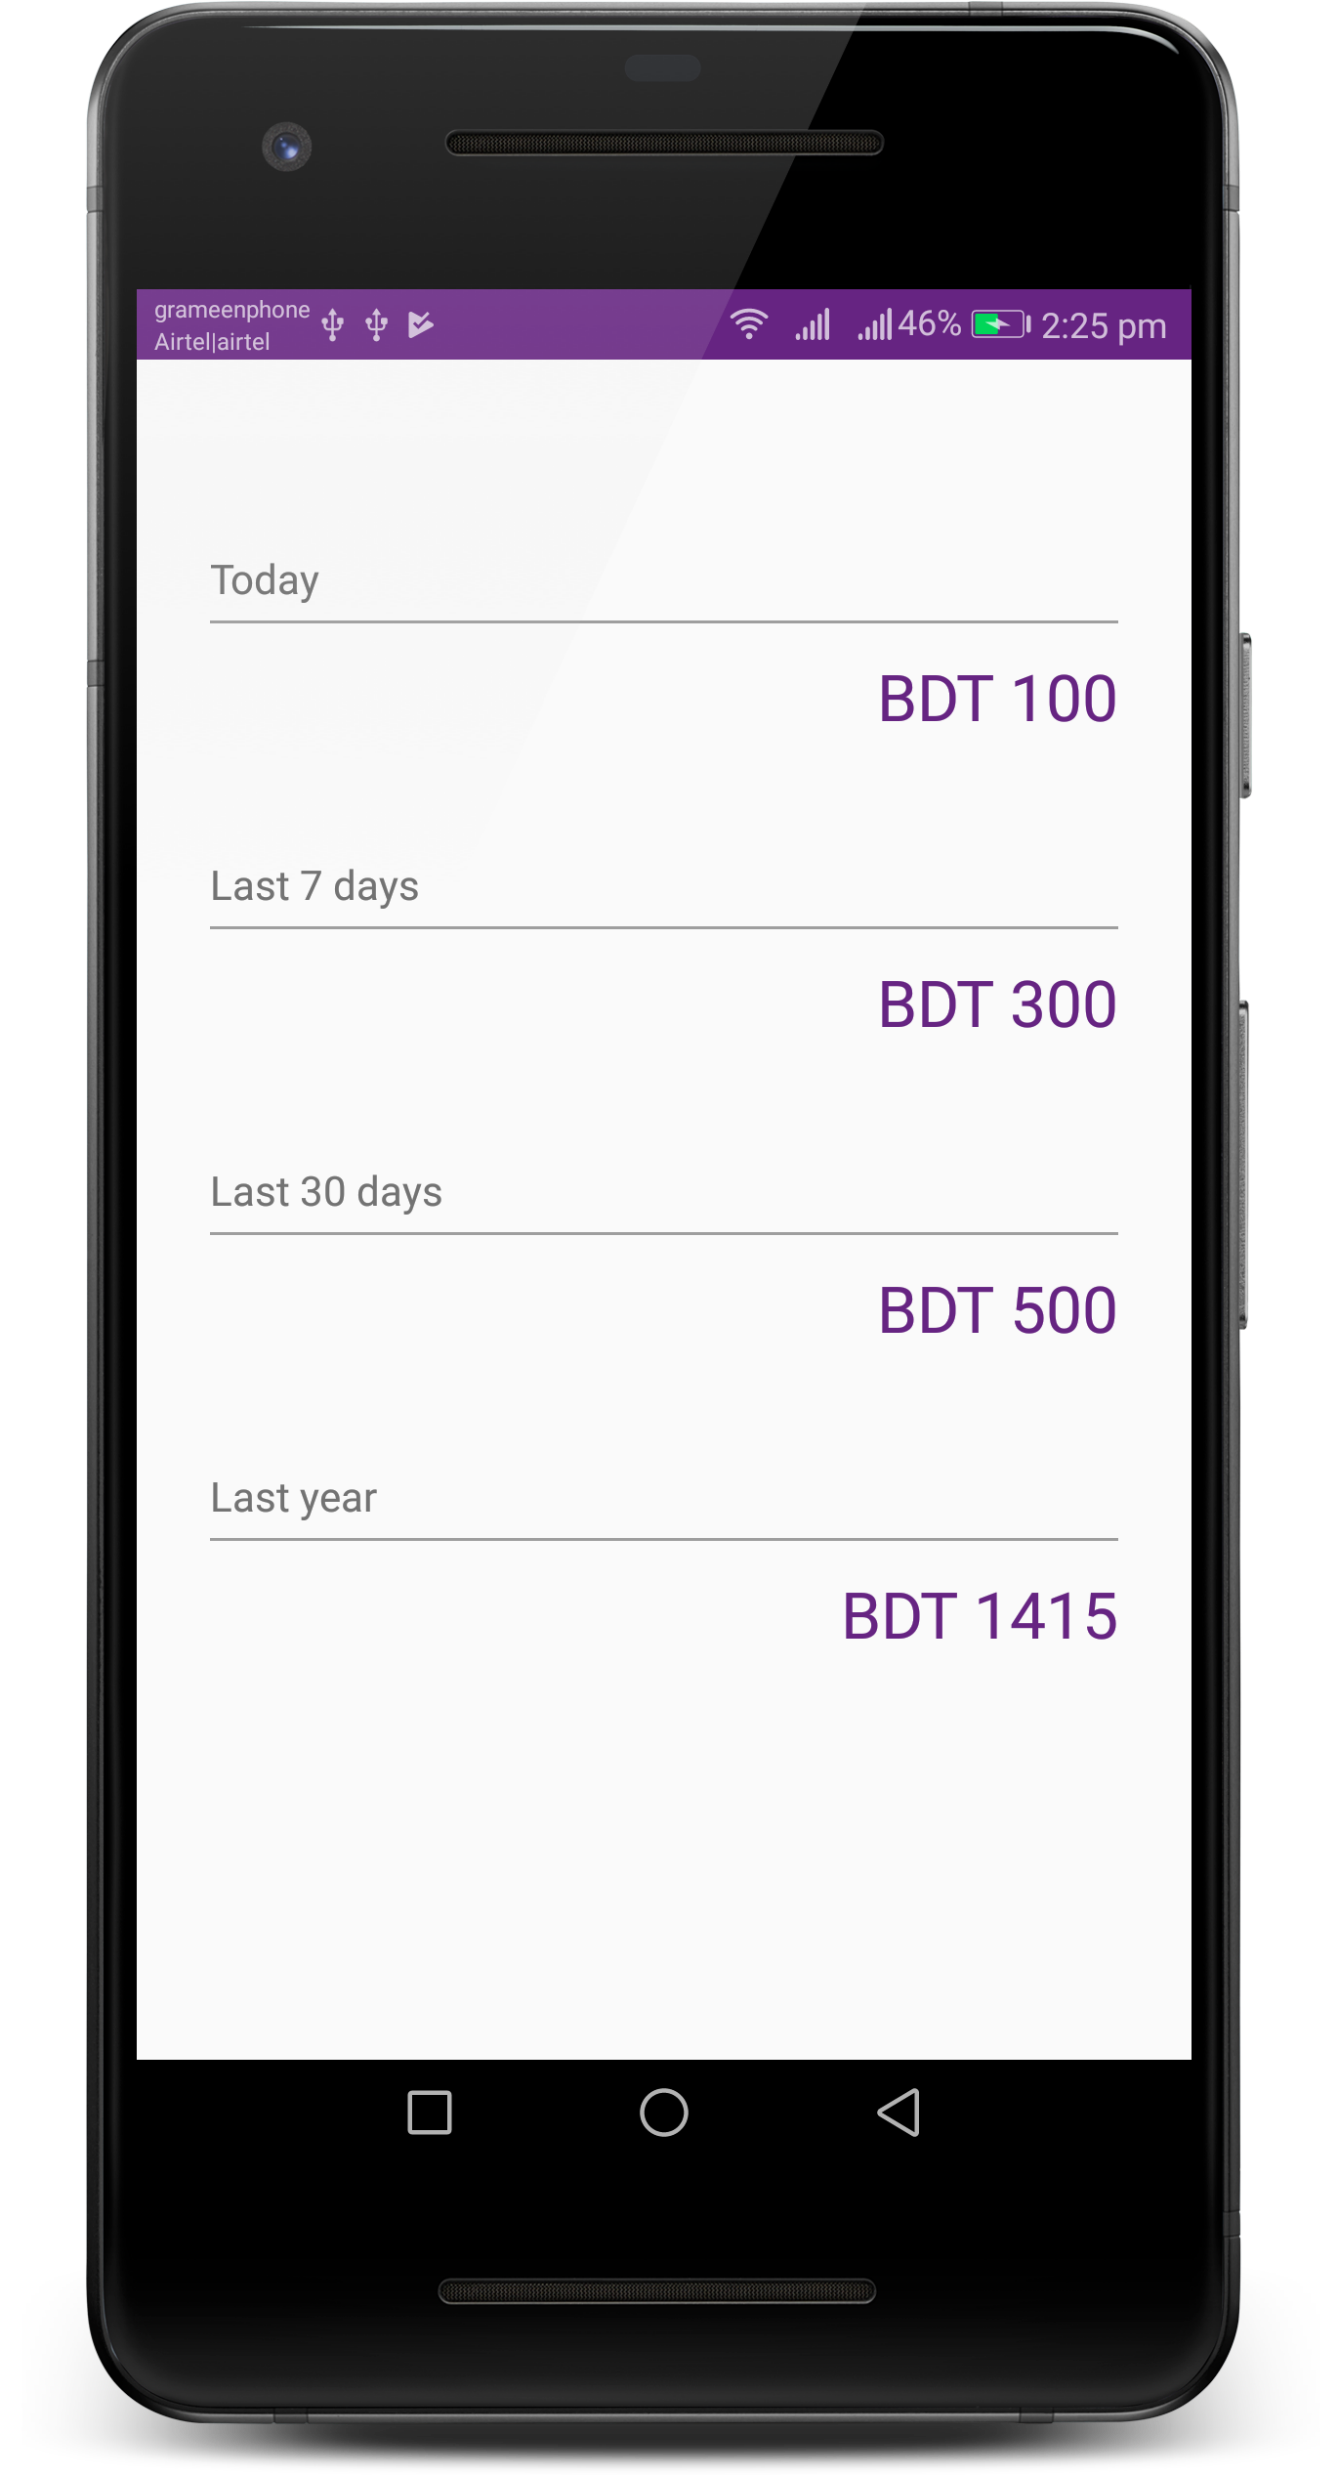 grameenphone
Airtel|airtel
46% 2:25 pm
Today
BDT 100
Last 7 days
BDT 300
Last 30 days
BDT 500
Last year
BDT 1415